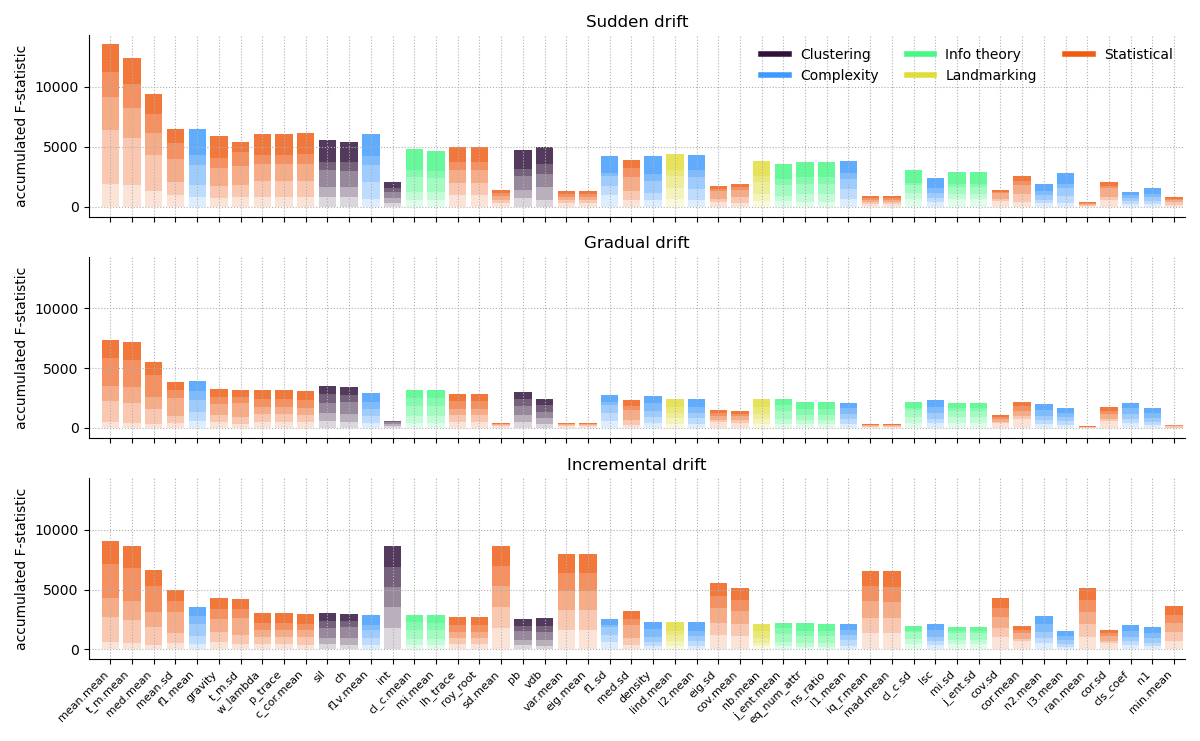 Sudden drift
accumulated F-statistic
10000
5000
0
Clustering
Complexity
Info theory
Landmarking
Statistical
Gradual drift
accumulated F-statistic
10000
5000
0
Incremental drift
accumulated F-statistic
10000
5000
0
mean.mean
t_m.mean
med.mean
mean.sd
f1.mean
gravity
t_m.sd
w_lambda
p_trace
c_cor.mean
sil
ch
f1v.mean
int
cl_c.mean
mi.mean
lh_trace
roy_root
sd.mean
pb
vdb
var.mean
eig.mean
f1.sd
med.sd
density
lind.mean
l2.mean
eig.sd
cov.mean
nb.mean
j_ent.mean
eq_num_attr
ns_ratio
l1.mean
iq_r.mean
mad.mean
cl_c.sd
lsc
mi.sd
j_ent.sd
cov.sd
cor.mean
n2.mean
l3.mean
ran.mean
cor.sd
cls_coef
n1
min.mean